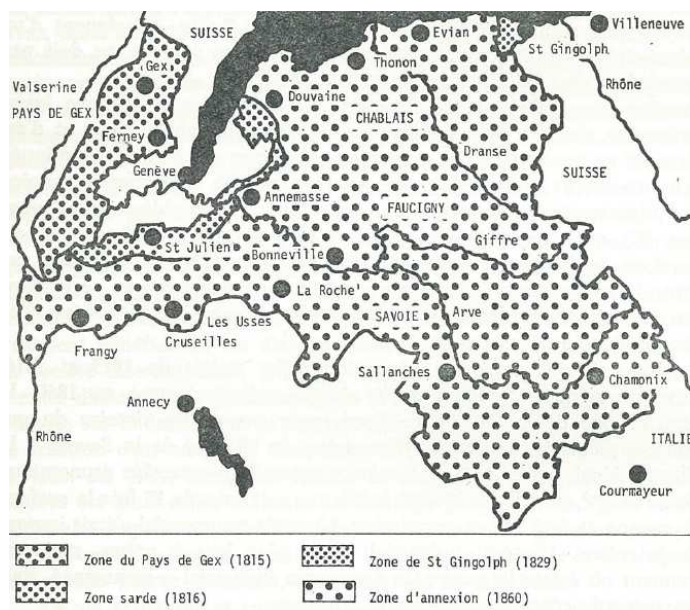 SUISSE
Evian
Villeneuve
St Gingolph
Gex
Thonon
Valserine
Rhône
Douvaine
PAYS DE GEX
CHABLAIS
Ferney
Dranse
Genève
SUISSE
Annemasse
FAUCIGNY
St Julien
Giffre
Bonneville
La Roche
SAVOIE
Arve
Les Usses
Frangy
Cruseilles
Sallanches
Chamonix
Annecy
Rhône
ITALIE
Courmayeur
Zone du Pays de Gex (1815)
Zone de St Gingolph (1829)
Zone sarde (1816)
Zone d'annexion (1860)